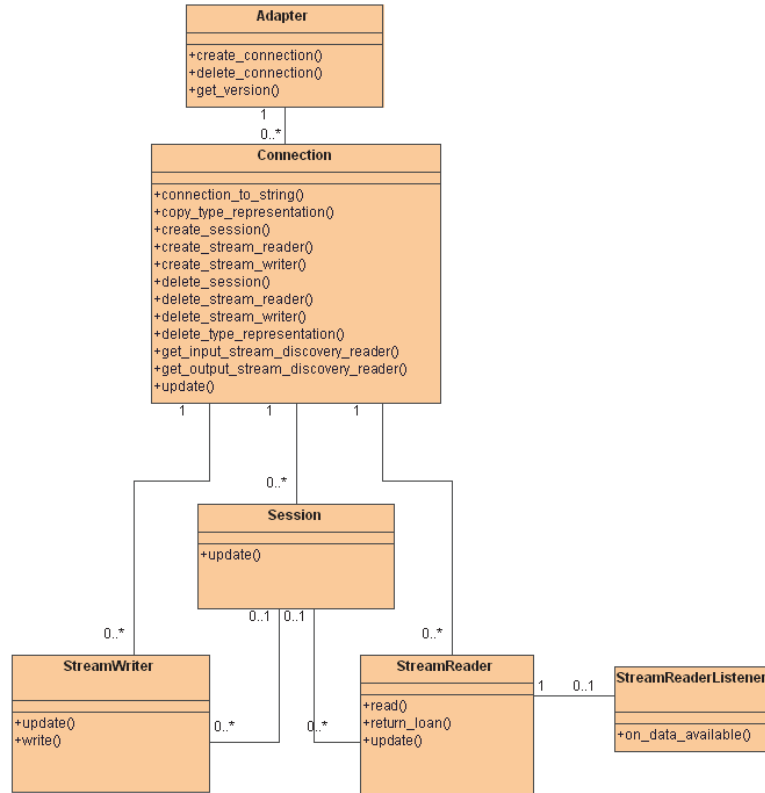 Adapter
+create_connection()
+delete_connection()
+get_version()
1
0..*
Connection
+connection_to_string()
+copy_type_representation()
+create_session()
+create_stream_reader()
+create_stream_writer()
+delete_session()
+delete_stream_reader()
+delete_stream_writer()
+delete_type_representation()
+get_input_stream_discovery_reader()
+get_output_stream_discovery_reader()
+update()
1 1 1
0..*
Session
+update()
0..1 0..1
0..* 0..*
StreamWriter
+update()
+write()
0..*
StreamReader
+read()
+return_loan()
+update()
0..*
1 0..1
StreamReaderListener
+on_data_available()